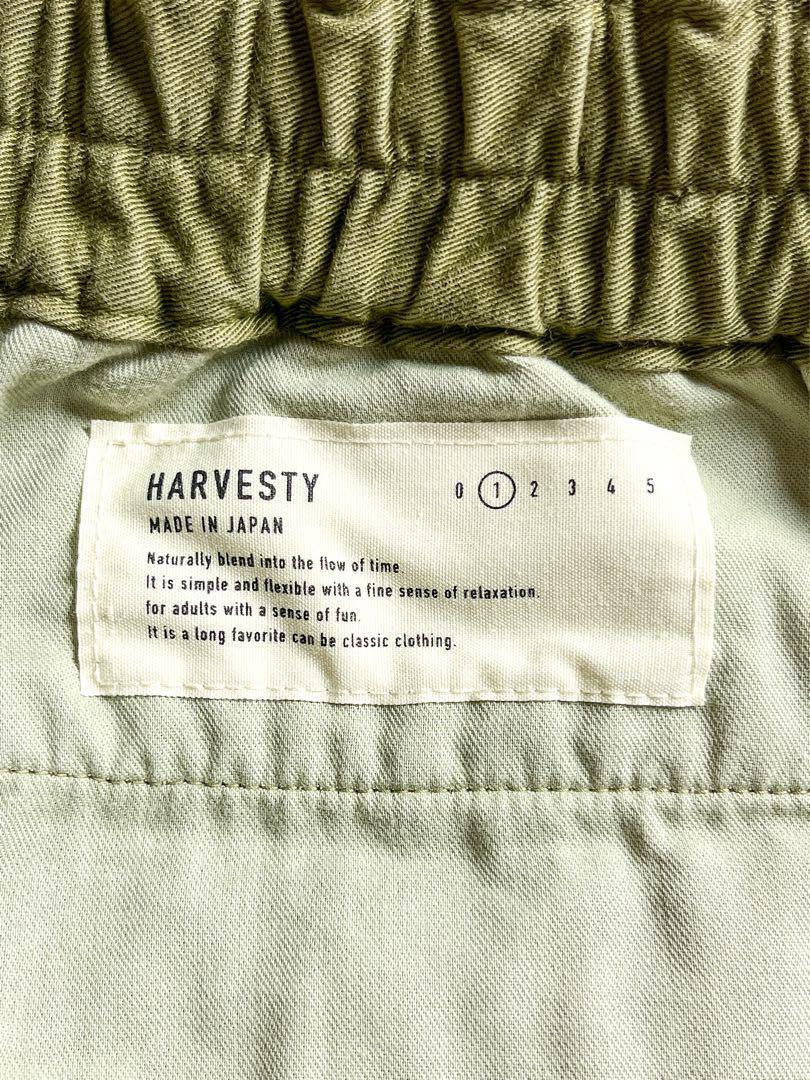 HARVESTY 0 1 2 3 4 5
MADE IN JAPAN
Naturally blend into the flow of time.
It is simple and flexible with a fine sense of relaxation.
for adults with a sense of fun.
It is a long favorite can be classic clothing.